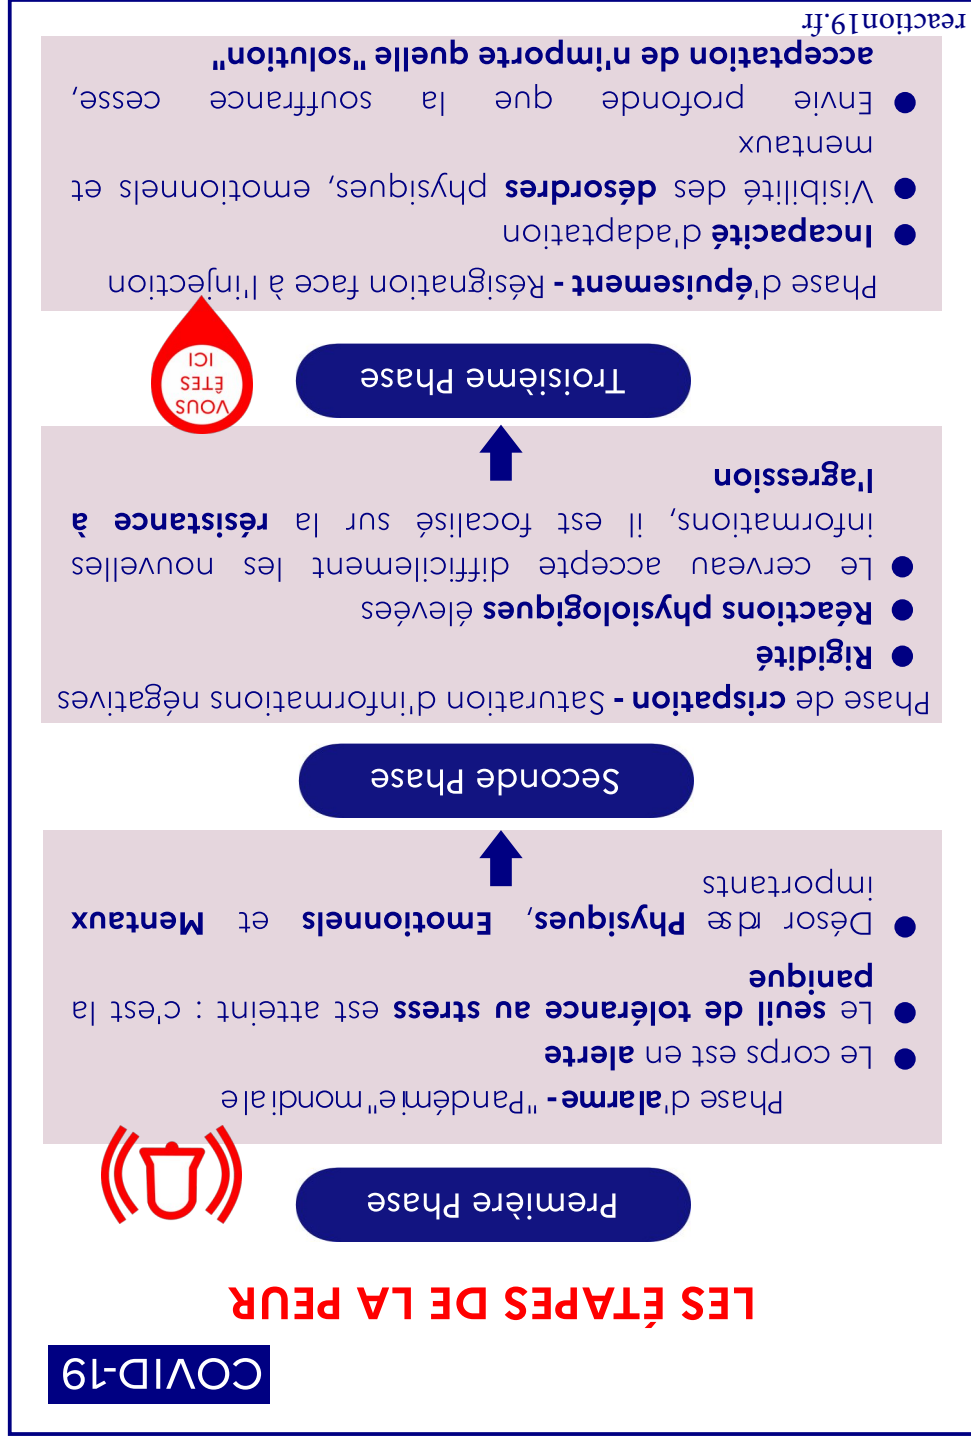 COVID-19
LES ÉTAPES DE LA PEUR
Première Phase
Phase d'alarme- "Pandémie"mondiale
● Le corps est en alerte
● Le seuil de tolérance au stress est atteint : c'est la
panique
● Désor rdæ Physiques, Emotionnels et Mentaux
importants
Seconde Phase
Phase de crispation - Saturation d'informations négatives
● Rigidité
● Réactions physiologiques élevées
● Le cerveau accepte difficilement les nouvelles
informations, il est focalisé sur la résistance à
l'agression
VOUS
ÊTES
ICI
Troisième Phase
Phase d'épuisement - Résignation face à l'injection
● Incapacité d'adaptation
● Visibilité des désordres physiques, emotionnels et
mentaux
● Envie profonde que la souffrance cesse,
acceptation de n'importe quelle "solution"
reaction19.fr